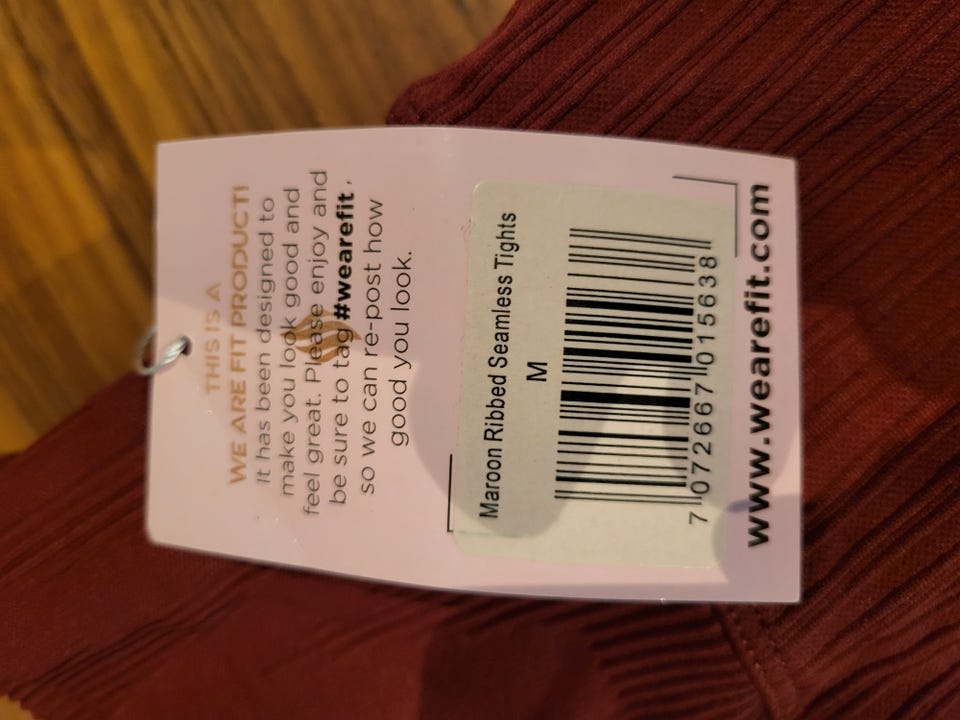 THIS IS A
WE ARE FIT PRODUCT!
It has been designed to
make you look good and
feel great. Please enjoy and
be sure to tag #wearefit,
so we can re-post how
good you look.
Maroon Ribbed Seamless Tights
M
7 072667 015638
www.wearefit.com